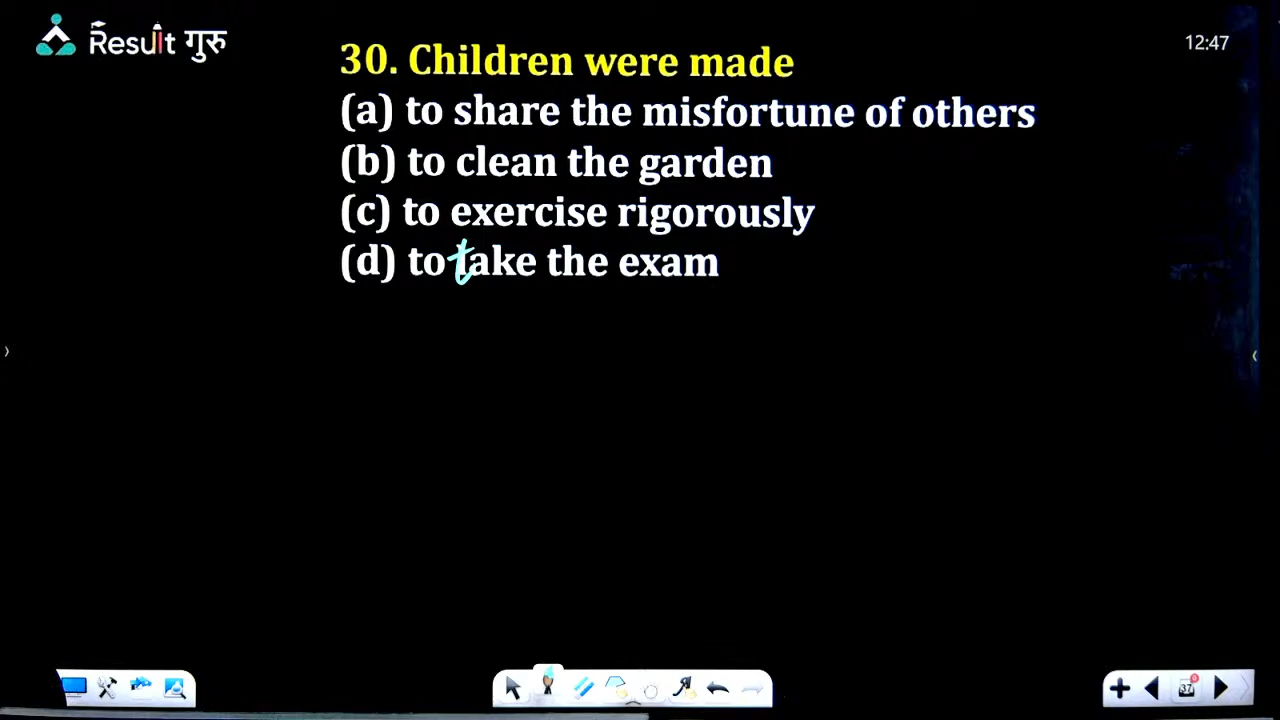 Result गुरु
12:47
30. Children were made
(a) to share the misfortune of others
(b) to clean the garden
(c) to exercise rigorously
(d) to take the exam
37